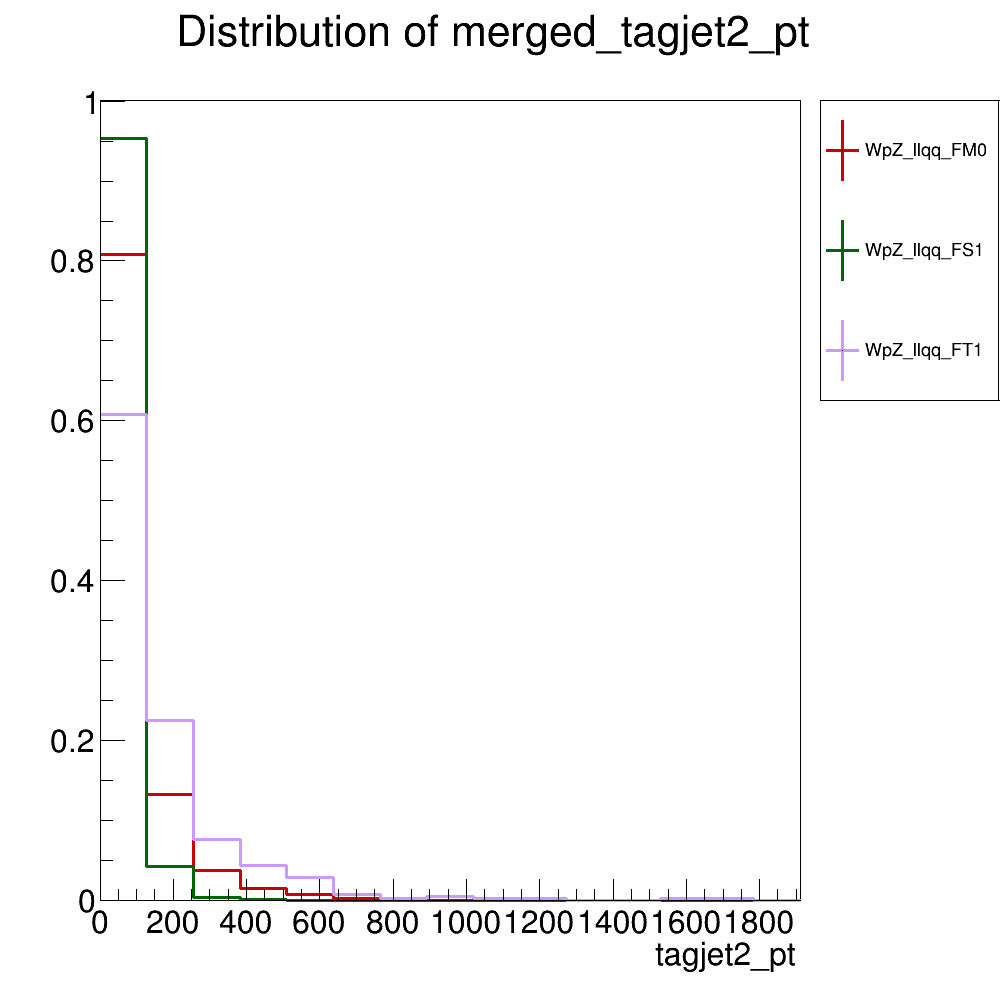 Distribution of merged_tagjet2_pt
1
0.8
0.6
0.4
0.2
0
0 200 400 600 800 1000 1200 1400 1600 1800
tagjet2_pt
WpZ_llqq_FM0
WpZ_llqq_FS1
WpZ_llqq_FT1